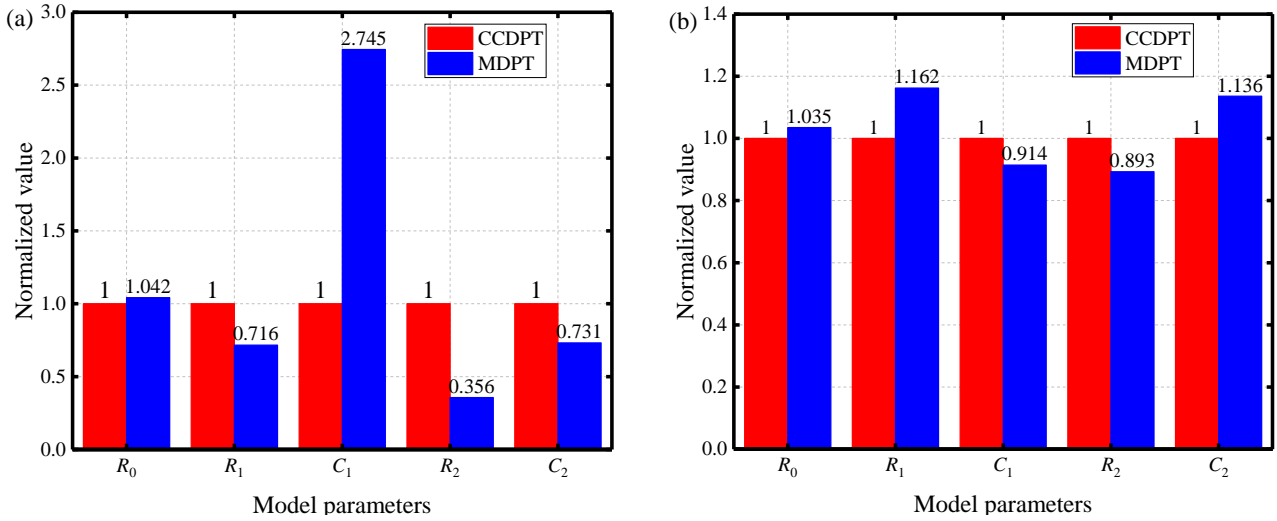 (a)
3.0
2.5
2.0
1.5
1.0
0.5
0.0
Normalized value
CCDPT
MDPT
1 1.042 1 0.716 1 2.745 1 0.356 1 0.731
R0 R1 C1 R2 C2
Model parameters
(b)
1.4
1.2
1.0
0.8
0.6
0.4
0.2
0.0
Normalized value
CCDPT
MDPT
1 1.035 1 1.162 1 0.914 1 0.893 1 1.136
R0 R1 C1 R2 C2
Model parameters